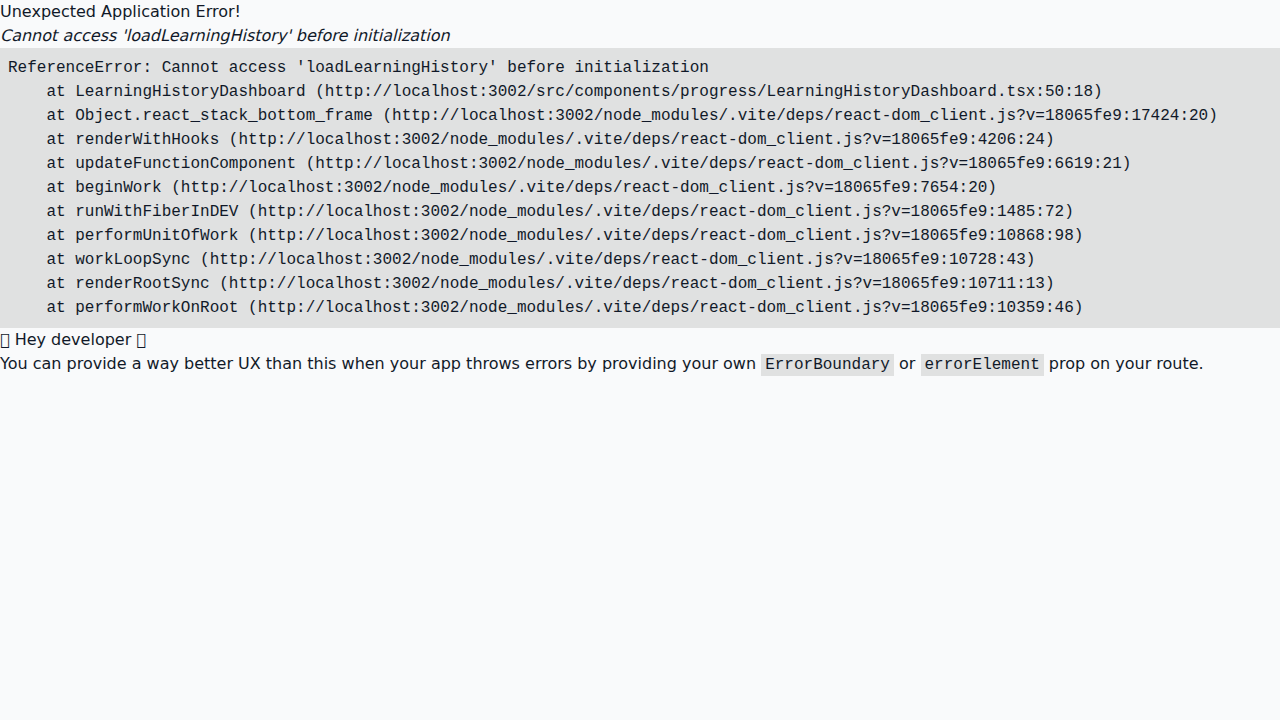 Unexpected Application Error!
Cannot access 'loadLearningHistory' before initialization
ReferenceError: Cannot access 'loadLearningHistory' before initialization
    at LearningHistoryDashboard (http://localhost:3002/src/components/progress/LearningHistoryDashboard.tsx:50:18)
    at Object.react_stack_bottom_frame (http://localhost:3002/node_modules/.vite/deps/react-dom_client.js?v=18065fe9:17424:20)
    at renderWithHooks (http://localhost:3002/node_modules/.vite/deps/react-dom_client.js?v=18065fe9:4206:24)
    at updateFunctionComponent (http://localhost:3002/node_modules/.vite/deps/react-dom_client.js?v=18065fe9:6619:21)
    at beginWork (http://localhost:3002/node_modules/.vite/deps/react-dom_client.js?v=18065fe9:7654:20)
    at runWithFiberInDEV (http://localhost:3002/node_modules/.vite/deps/react-dom_client.js?v=18065fe9:1485:72)
    at performUnitOfWork (http://localhost:3002/node_modules/.vite/deps/react-dom_client.js?v=18065fe9:10868:98)
    at workLoopSync (http://localhost:3002/node_modules/.vite/deps/react-dom_client.js?v=18065fe9:10728:43)
    at renderRootSync (http://localhost:3002/node_modules/.vite/deps/react-dom_client.js?v=18065fe9:10711:13)
    at performWorkOnRoot (http://localhost:3002/node_modules/.vite/deps/react-dom_client.js?v=18065fe9:10359:46)
Hey developer
You can provide a way better UX than this when your app throws errors by providing your own ErrorBoundary or errorElement prop on your route.